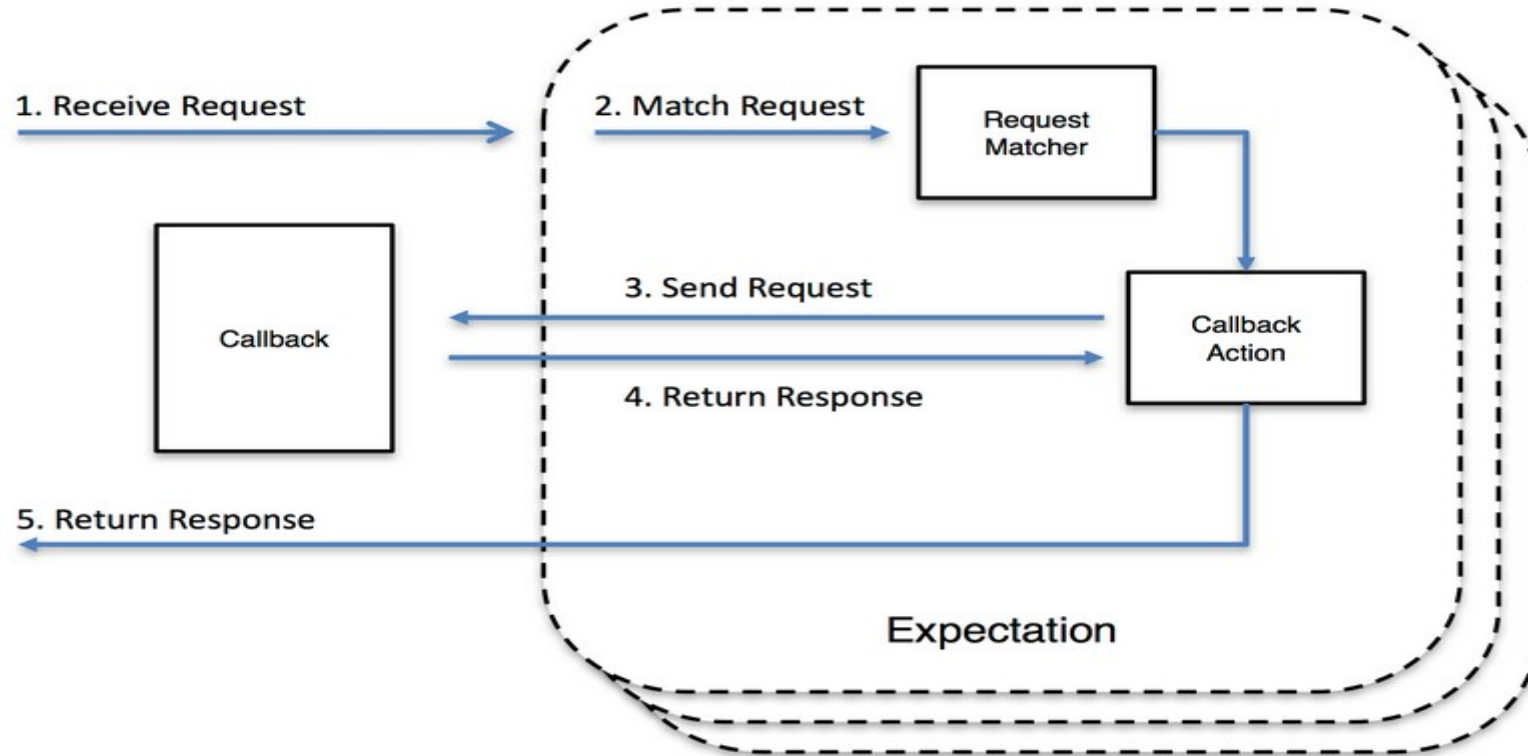 1. Receive Request
2. Match Request
Request
Matcher
Callback
3. Send Request
Callback
Action
4. Return Response
5. Return Response
Expectation